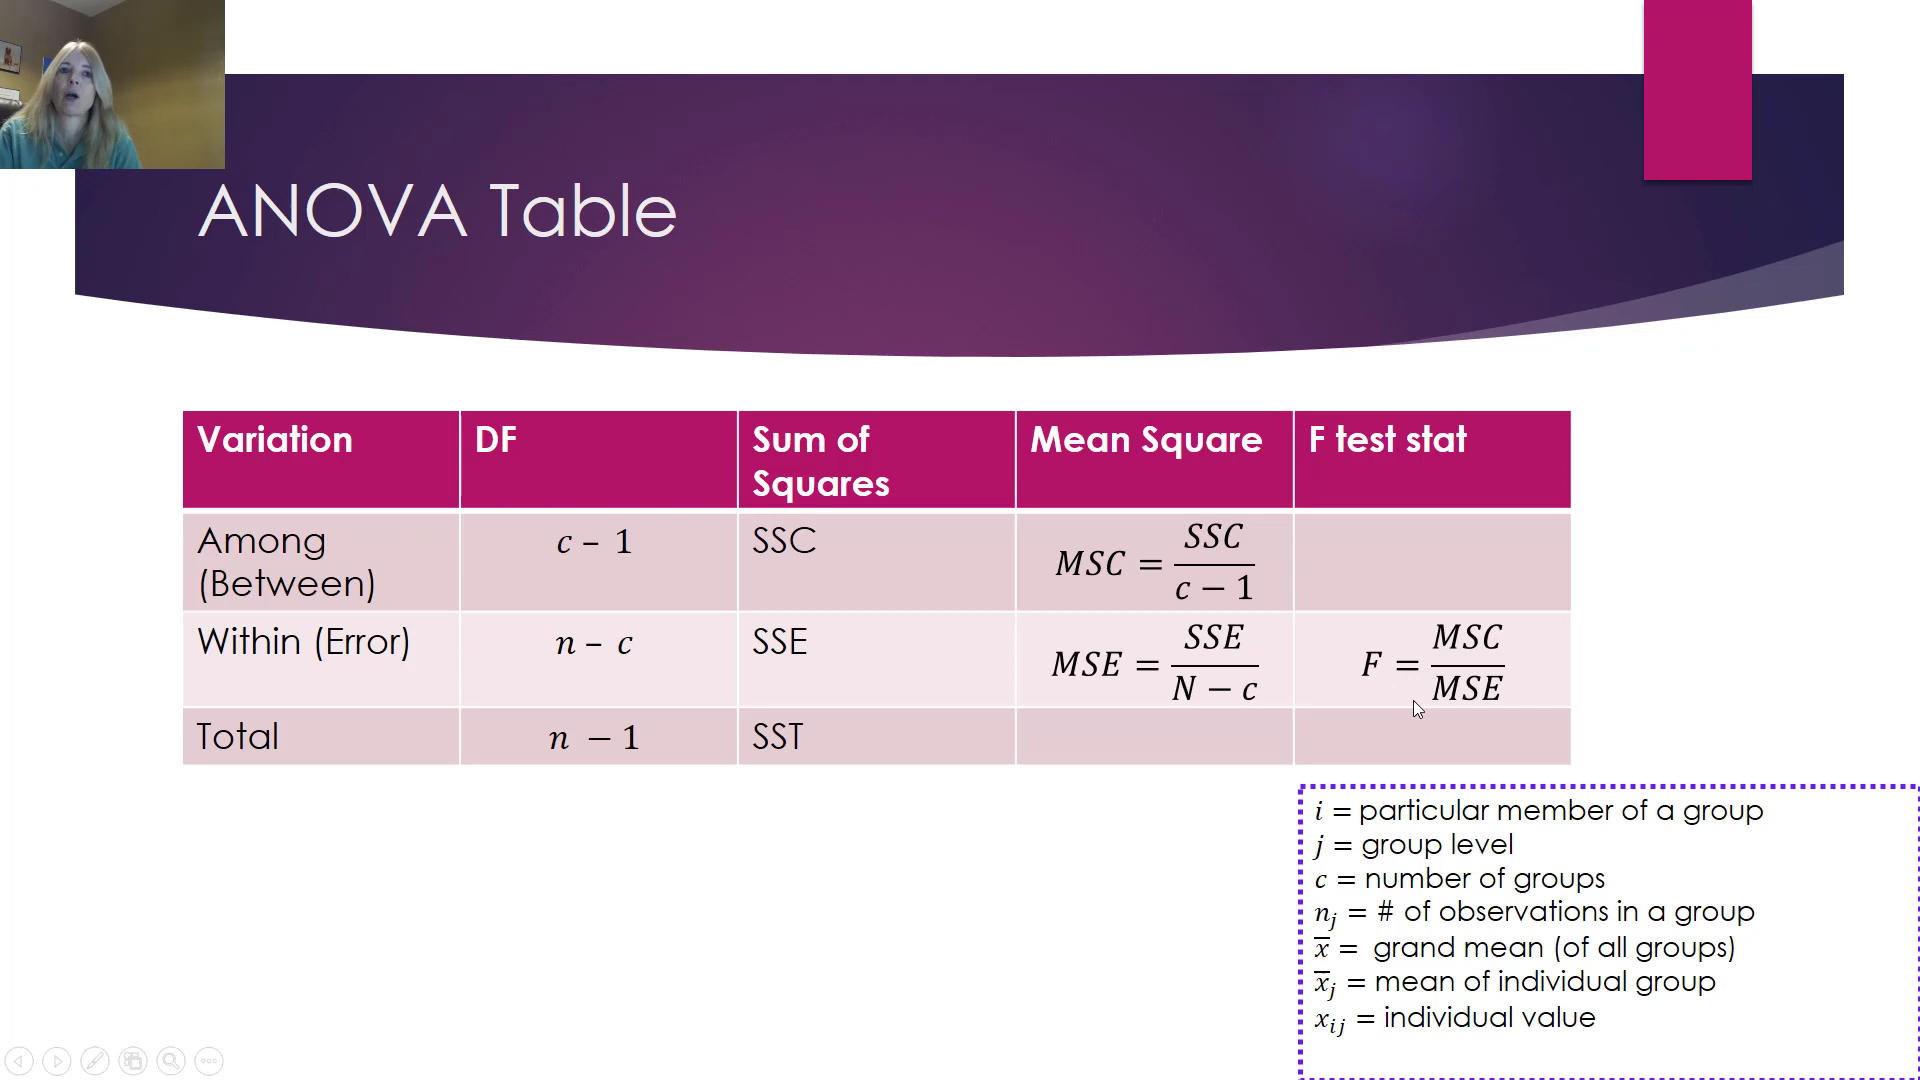 ANOVA Table
Variation DF Sum of Squares Mean Square F test stat
Among (Between) c – 1 SSC MSC = SSC / c − 1
Within (Error) n – c SSE MSE = SSE / N − c F = MSC / MSE
Total n − 1 SST
i = particular member of a group
j = group level
c = number of groups
n_j = # of observations in a group
x̅ = grand mean (of all groups)
x̅_j = mean of individual group
x_ij = individual value